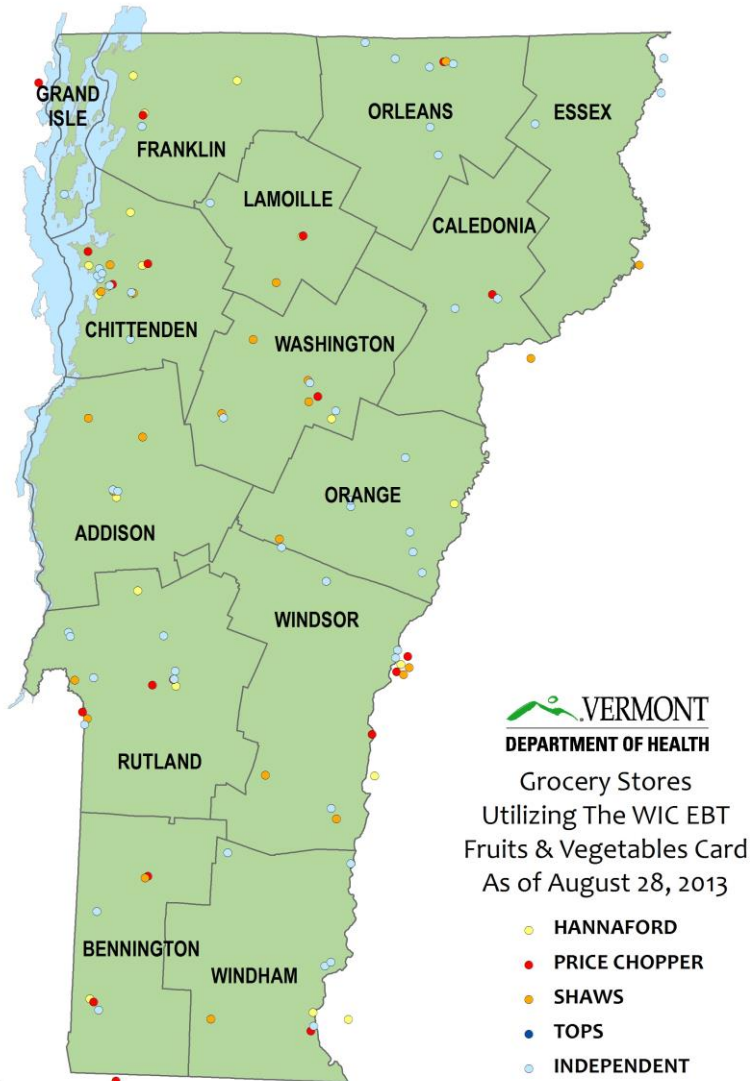 GRAND
ISLE
FRANKLIN
ORLEANS
ESSEX
LAMOILLE
CALEDONIA
CHITTENDEN
WASHINGTON
ADDISON
ORANGE
WINDSOR
RUTLAND
BENNINGTON
WINDHAM
VERMONT
DEPARTMENT OF HEALTH
Grocery Stores
Utilizing The WIC EBT
Fruits & Vegetables Card
As of August 28, 2013
HANNAFORD
PRICE CHOPPER
SHAWS
TOPS
INDEPENDENT